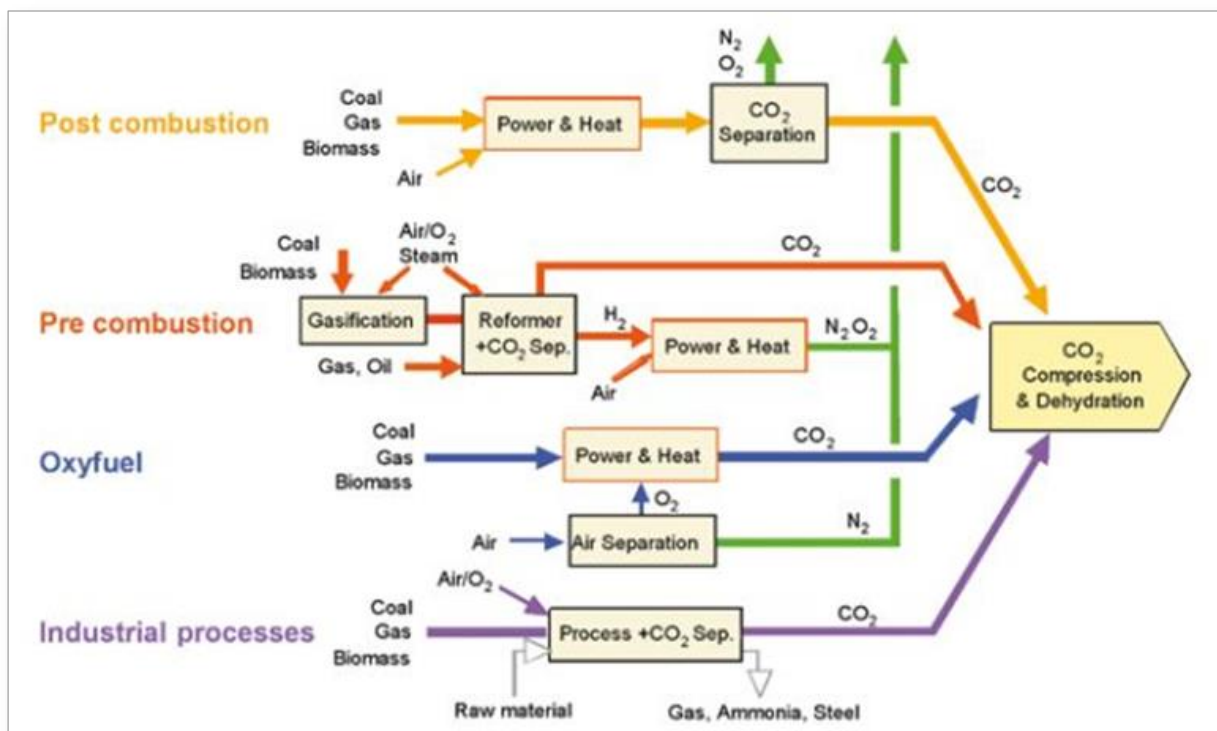 N₂
O₂
Coal
Gas
Biomass
Post combustion
Power & Heat
CO₂
Separation
Air
CO₂
Air/O₂
Steam
Coal
Biomass
CO₂
Pre combustion
Gasification
Reformer
+CO₂ Sep.
H₂
Power & Heat
N₂ O₂
Gas, Oil
Air
CO₂
Compression
& Dehydration
Coal
Gas
Biomass
Oxyfuel
Power & Heat
CO₂
O₂
Air
Air Separation
N₂
Air/O₂
Coal
Gas
Biomass
Industrial processes
Process +CO₂ Sep.
CO₂
Raw material
Gas, Ammonia, Steel